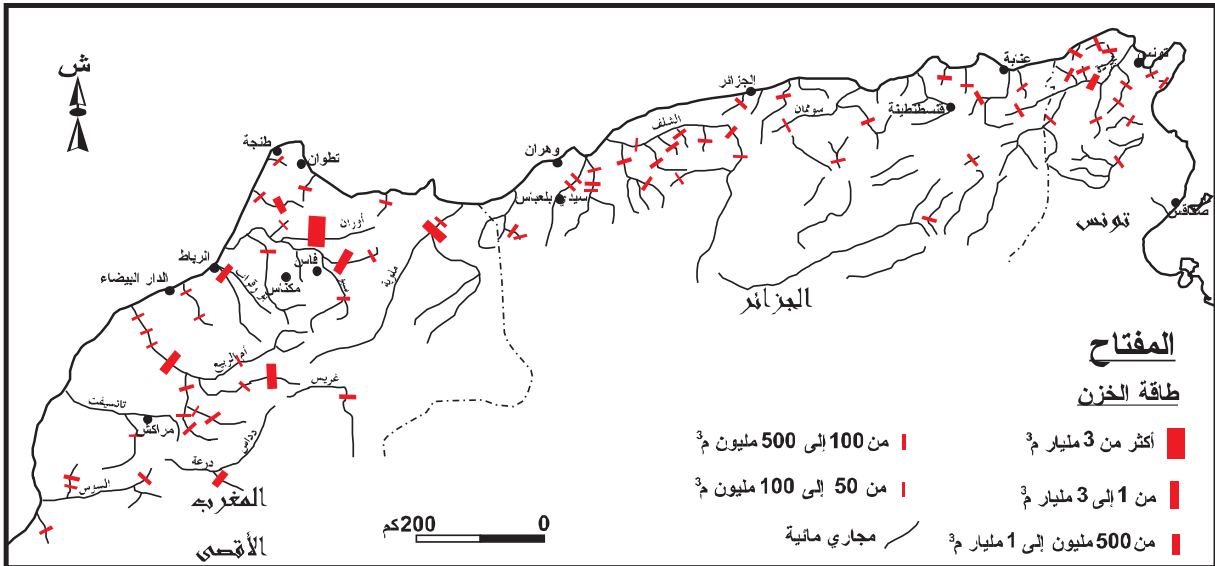 ش
طنجة
تطوان
الرباط
الدار البيضاء
فاس
مكناس
أوران
ملوية
أم الربيع
غريس
تانسيفت
مراكش
درعة
السوس
المغرب
الأقصى
وهران
سيدي بلعباس
الشلف
الجزائر
سوممان
قسطنطينة
عنابة
الجزائر
تونس
صفاقس
تونس
المفتاح
طاقة الخزن
أكثر من 3 مليار م³
من 1 إلى 3 مليار م³
من 500 مليون إلى 1 مليار م³
من 100 إلى 500 مليون م³
من 50 إلى 100 مليون م³
مجاري مائية
0 200كم